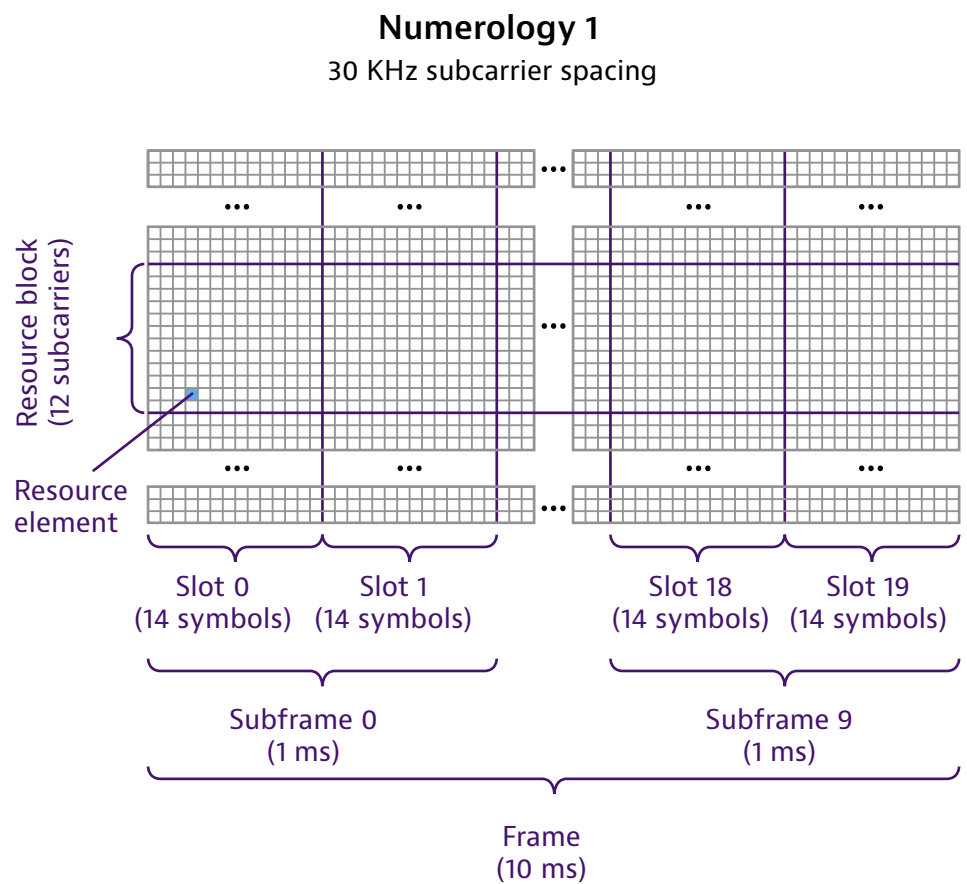 Numerology 1
30 KHz subcarrier spacing
...
... ... ... ...
Resource block
(12 subcarriers)
...
... ... ... ...
Resource
element
...
Slot 0 Slot 1 Slot 18 Slot 19
(14 symbols) (14 symbols) (14 symbols) (14 symbols)
Subframe 0 Subframe 9
(1 ms) (1 ms)
Frame
(10 ms)